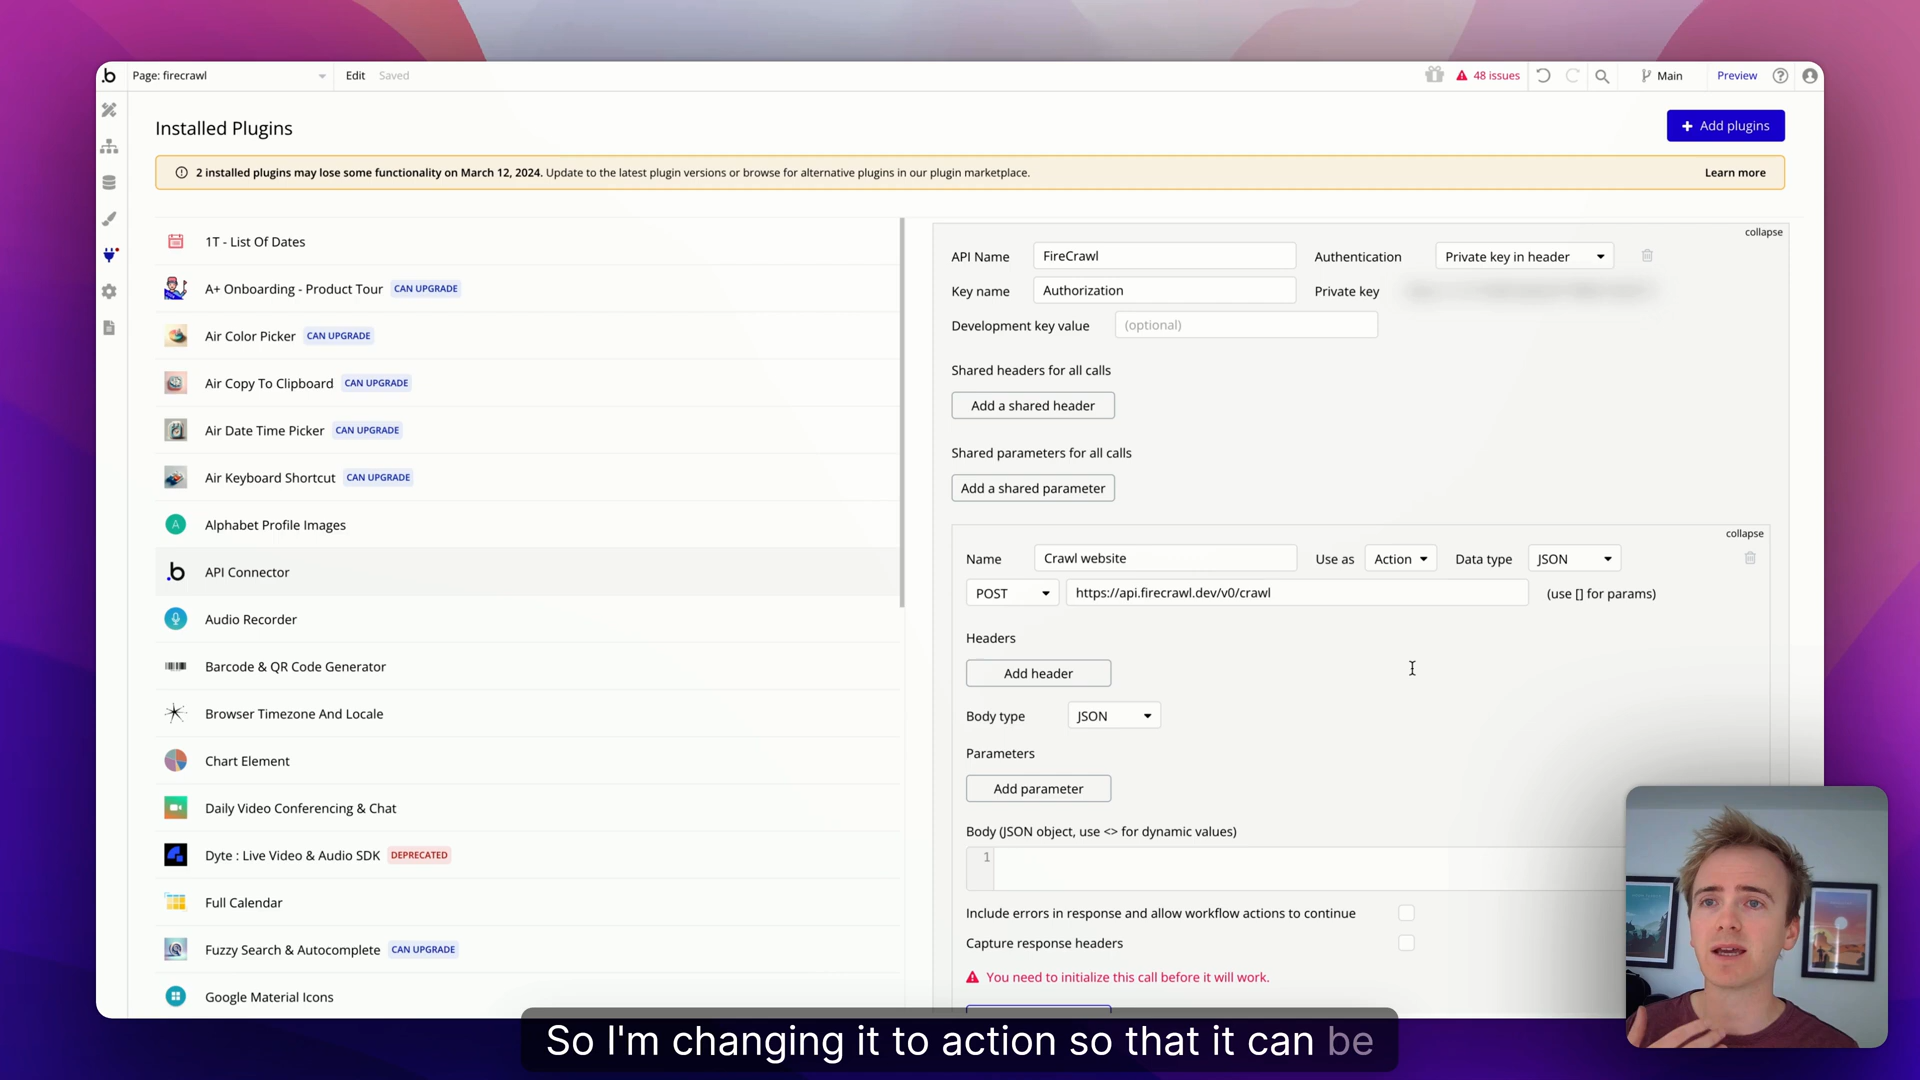 .b Page: firecrawl Edit Saved 48 issues Main Preview
Installed Plugins
+ Add plugins
2 installed plugins may lose some functionality on March 12, 2024. Update to the latest plugin versions or browse for alternative plugins in our plugin marketplace. Learn more
1T - List Of Dates
A+ Onboarding - Product Tour CAN UPGRADE
Air Color Picker CAN UPGRADE
Air Copy To Clipboard CAN UPGRADE
Air Date Time Picker CAN UPGRADE
Air Keyboard Shortcut CAN UPGRADE
A Alphabet Profile Images
.b API Connector
Audio Recorder
Barcode & QR Code Generator
Browser Timezone And Locale
Chart Element
Daily Video Conferencing & Chat
Dyte : Live Video & Audio SDK DEPRECATED
Full Calendar
Fuzzy Search & Autocomplete CAN UPGRADE
Google Material Icons
collapse
API Name FireCrawl Authentication Private key in header
Key name Authorization Private key
Development key value (optional)
Shared headers for all calls
Add a shared header
Shared parameters for all calls
Add a shared parameter
collapse
Name Crawl website Use as Action Data type JSON
POST https://api.firecrawl.dev/v0/crawl (use [] for params)
Headers
Add header
Body type JSON
Parameters
Add parameter
Body (JSON object, use <> for dynamic values)
1
Include errors in response and allow workflow actions to continue
Capture response headers
You need to initialize this call before it will work.
So I'm changing it to action so that it can be